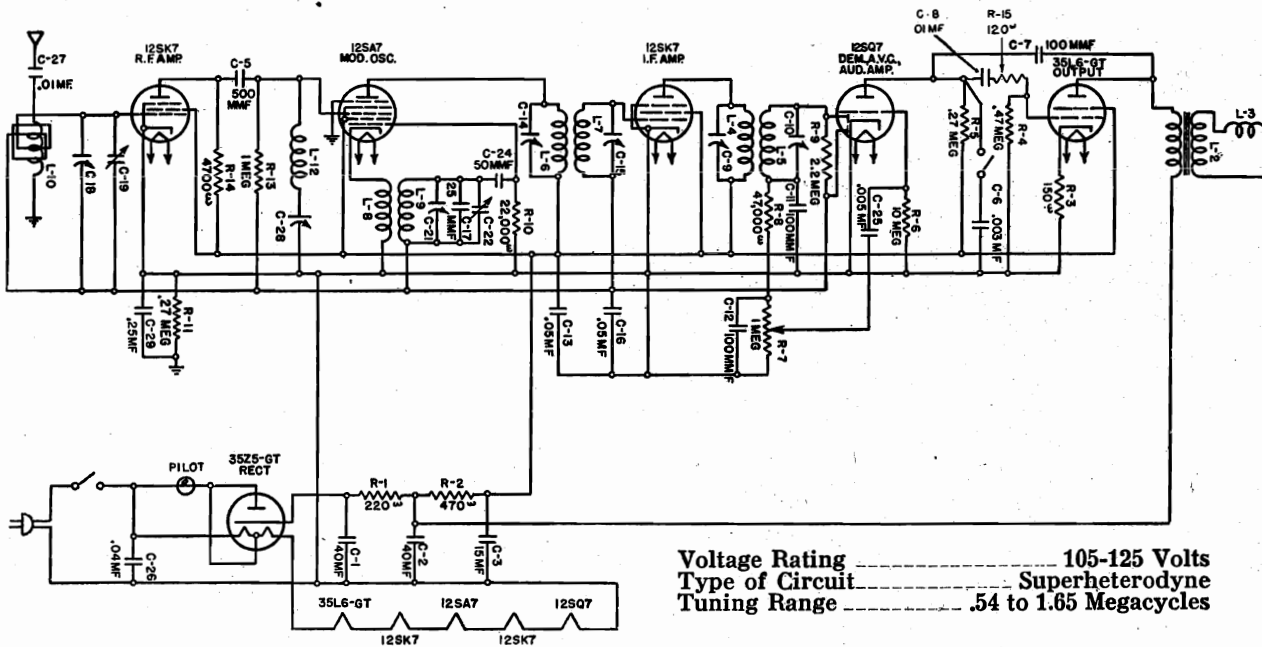 C-27
.01MF.
L-10
C-18
C-19
12SK7
R.F. AMP.
C-5
500
MMF
R-14
4700ω
R-13
1 MEG
L-12
C-28
C-29
.25MF
R-11
.27 MEG
12SA7
MOD. OSC.
L-8
L-9
C-21
25
MMF
C-17
C-22
C-24
50MMF
R-10
22,000ω
C-14
L-6
L-7
C-15
C-13
.05MF
C-16
.05MF
12SK7
I.F. AMP.
L-4
C-9
C-10
L-5
R-9
2.2 MEG
R-8
47,000ω
C-11
100MMF
C-12
100MMF
R-7
1 MEG
12SQ7
DEM., A.V.C.,
AUD. AMP.
C-25
.005MF
R-6
10 MEG
C-8
.01MF
R-15
120ω
C-7
100MMF
R-5
.27 MEG
R-4
.47 MEG
C-6
.003MF
35L6-GT
OUTPUT
R-3
150ω
L-3
L-2
PILOT
35Z5-GT
RECT
C-26
.04MF
R-1
220ω
R-2
470ω
C-1
40MF
C-2
40MF
C-3
15MF
35L6-GT
12SK7
12SA7
12SK7
12SQ7
Voltage Rating 105-125 Volts
Type of Circuit Superheterodyne
Tuning Range .54 to 1.65 Megacycles